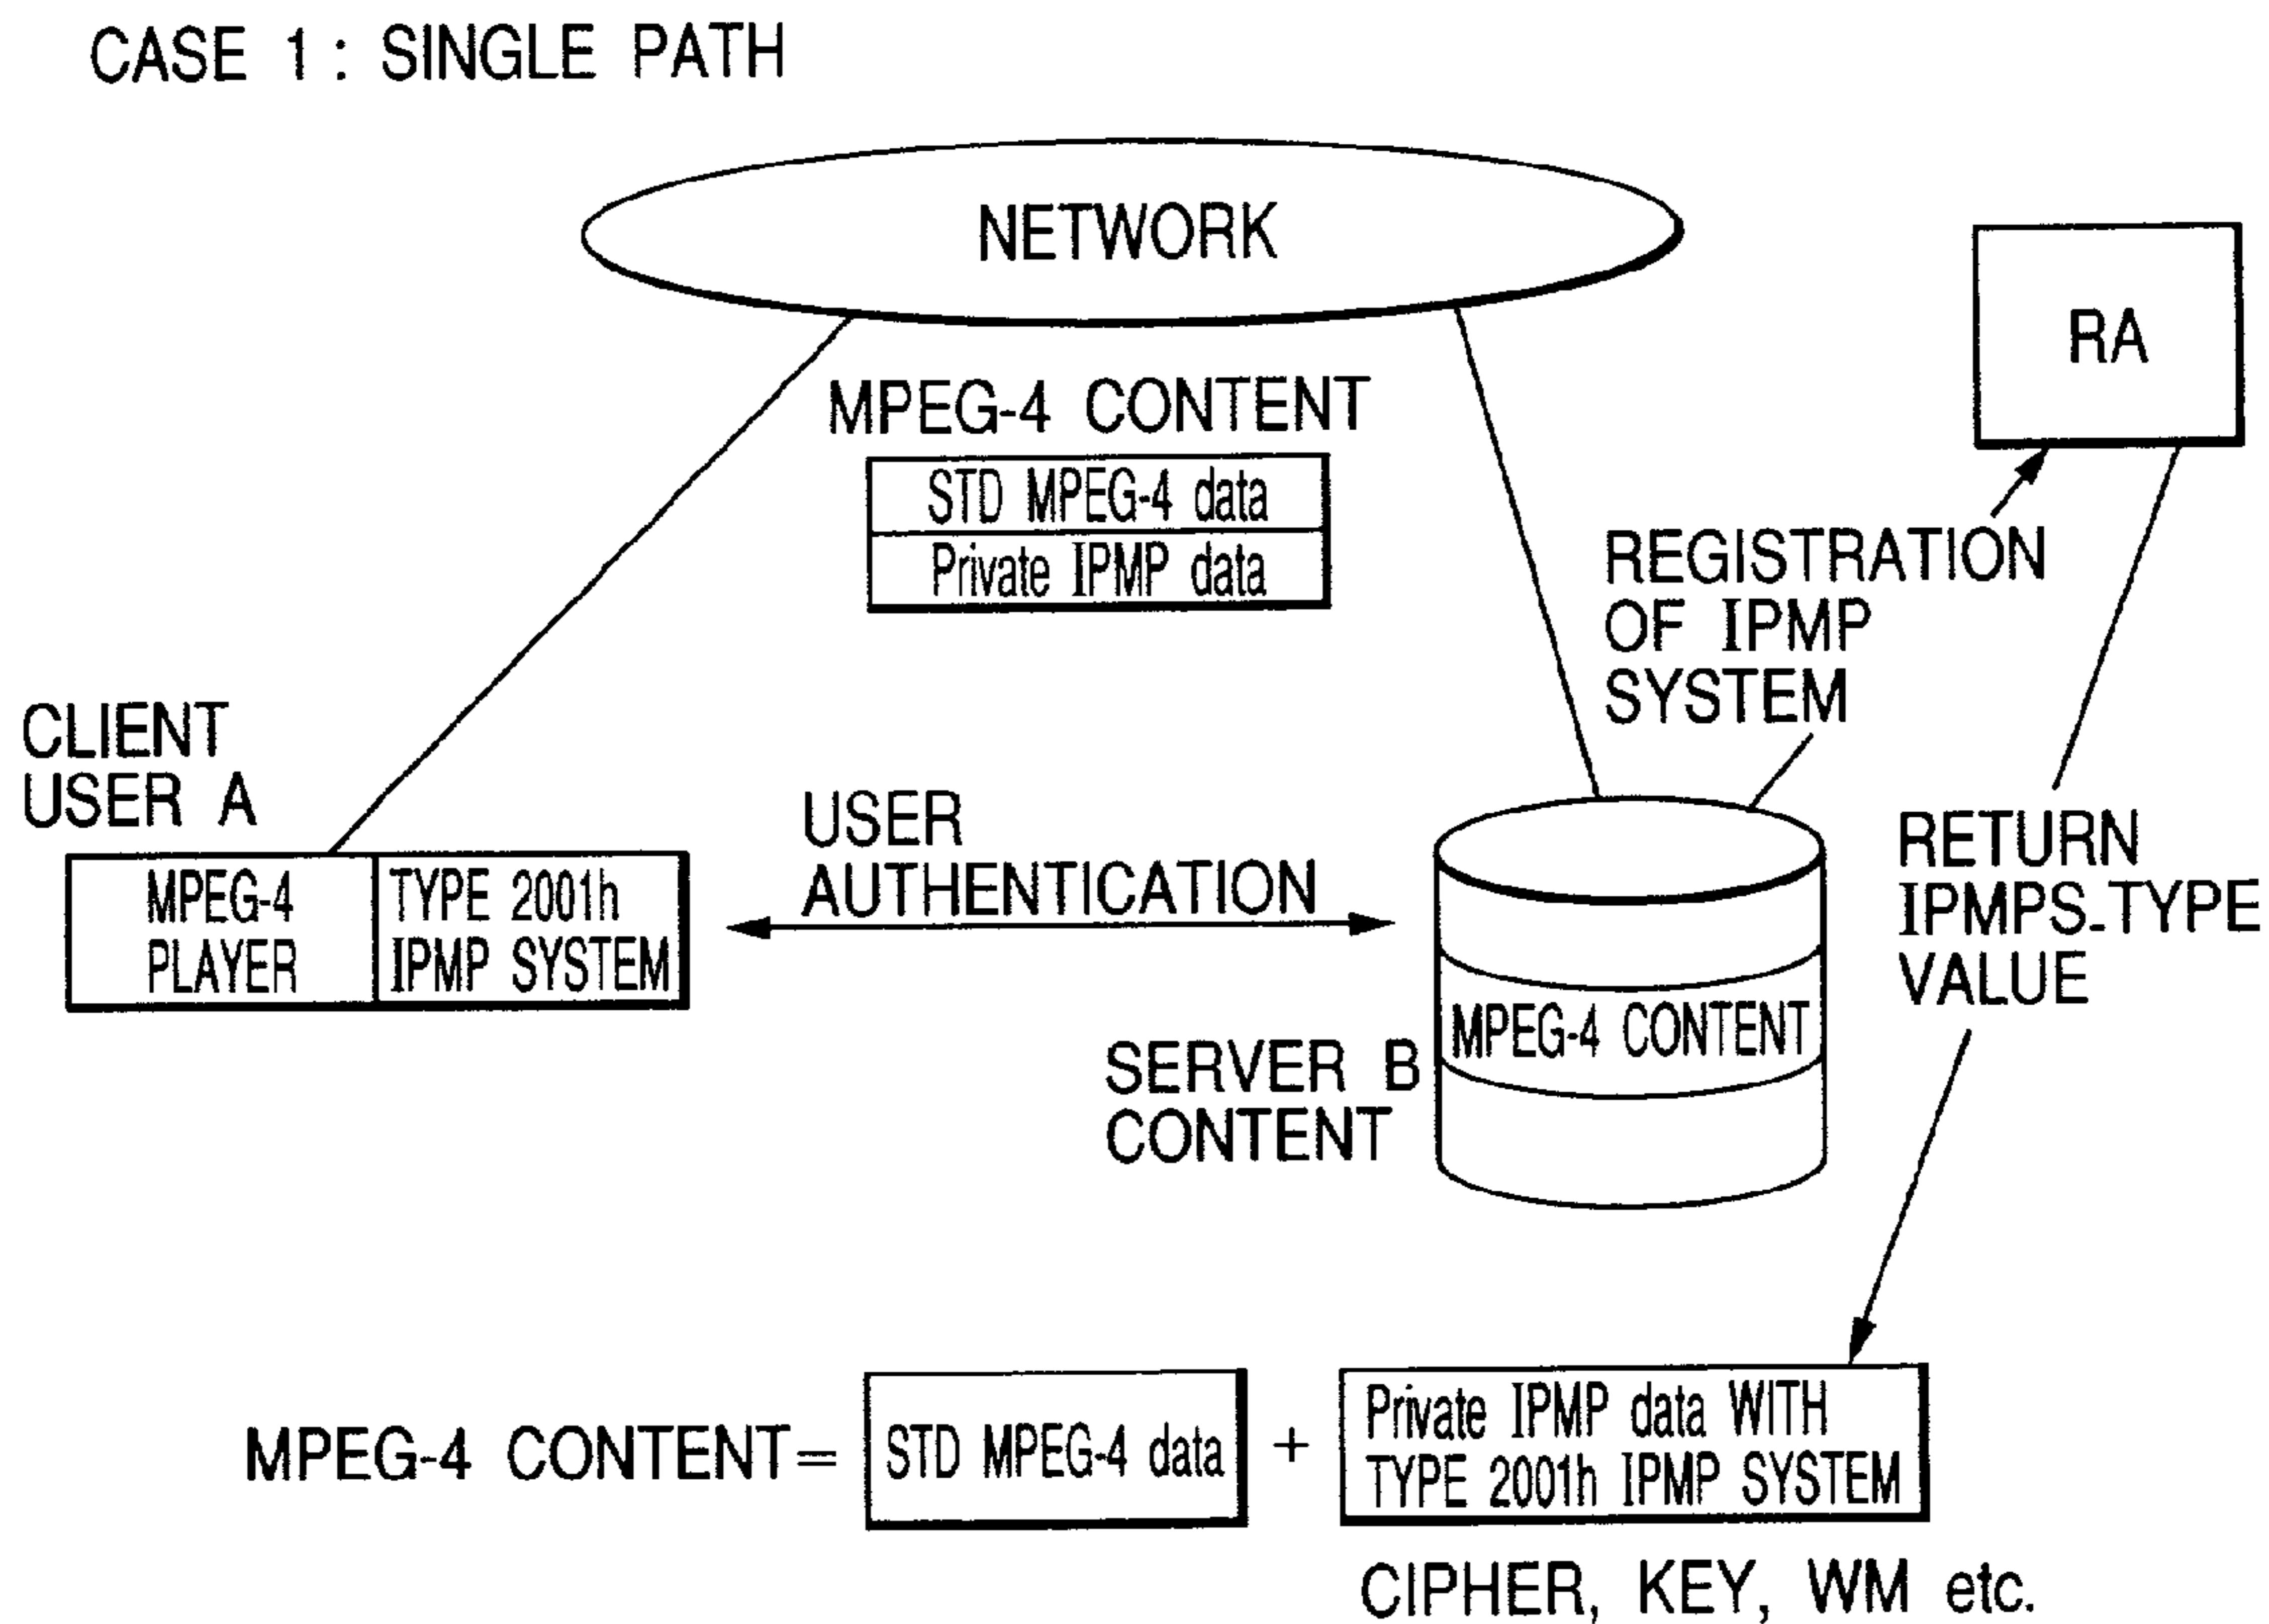 CASE 1 : SINGLE PATH
NETWORK
RA
MPEG-4 CONTENT
STD MPEG-4 data
Private IPMP data
REGISTRATION
OF IPMP
SYSTEM
CLIENT
USER A
MPEG-4
PLAYER
TYPE 2001h
IPMP SYSTEM
USER
AUTHENTICATION
RETURN
IPMPS-TYPE
VALUE
MPEG-4 CONTENT
SERVER B
CONTENT
MPEG-4 CONTENT = STD MPEG-4 data + Private IPMP data WITH
TYPE 2001h IPMP SYSTEM
CIPHER, KEY, WM etc.